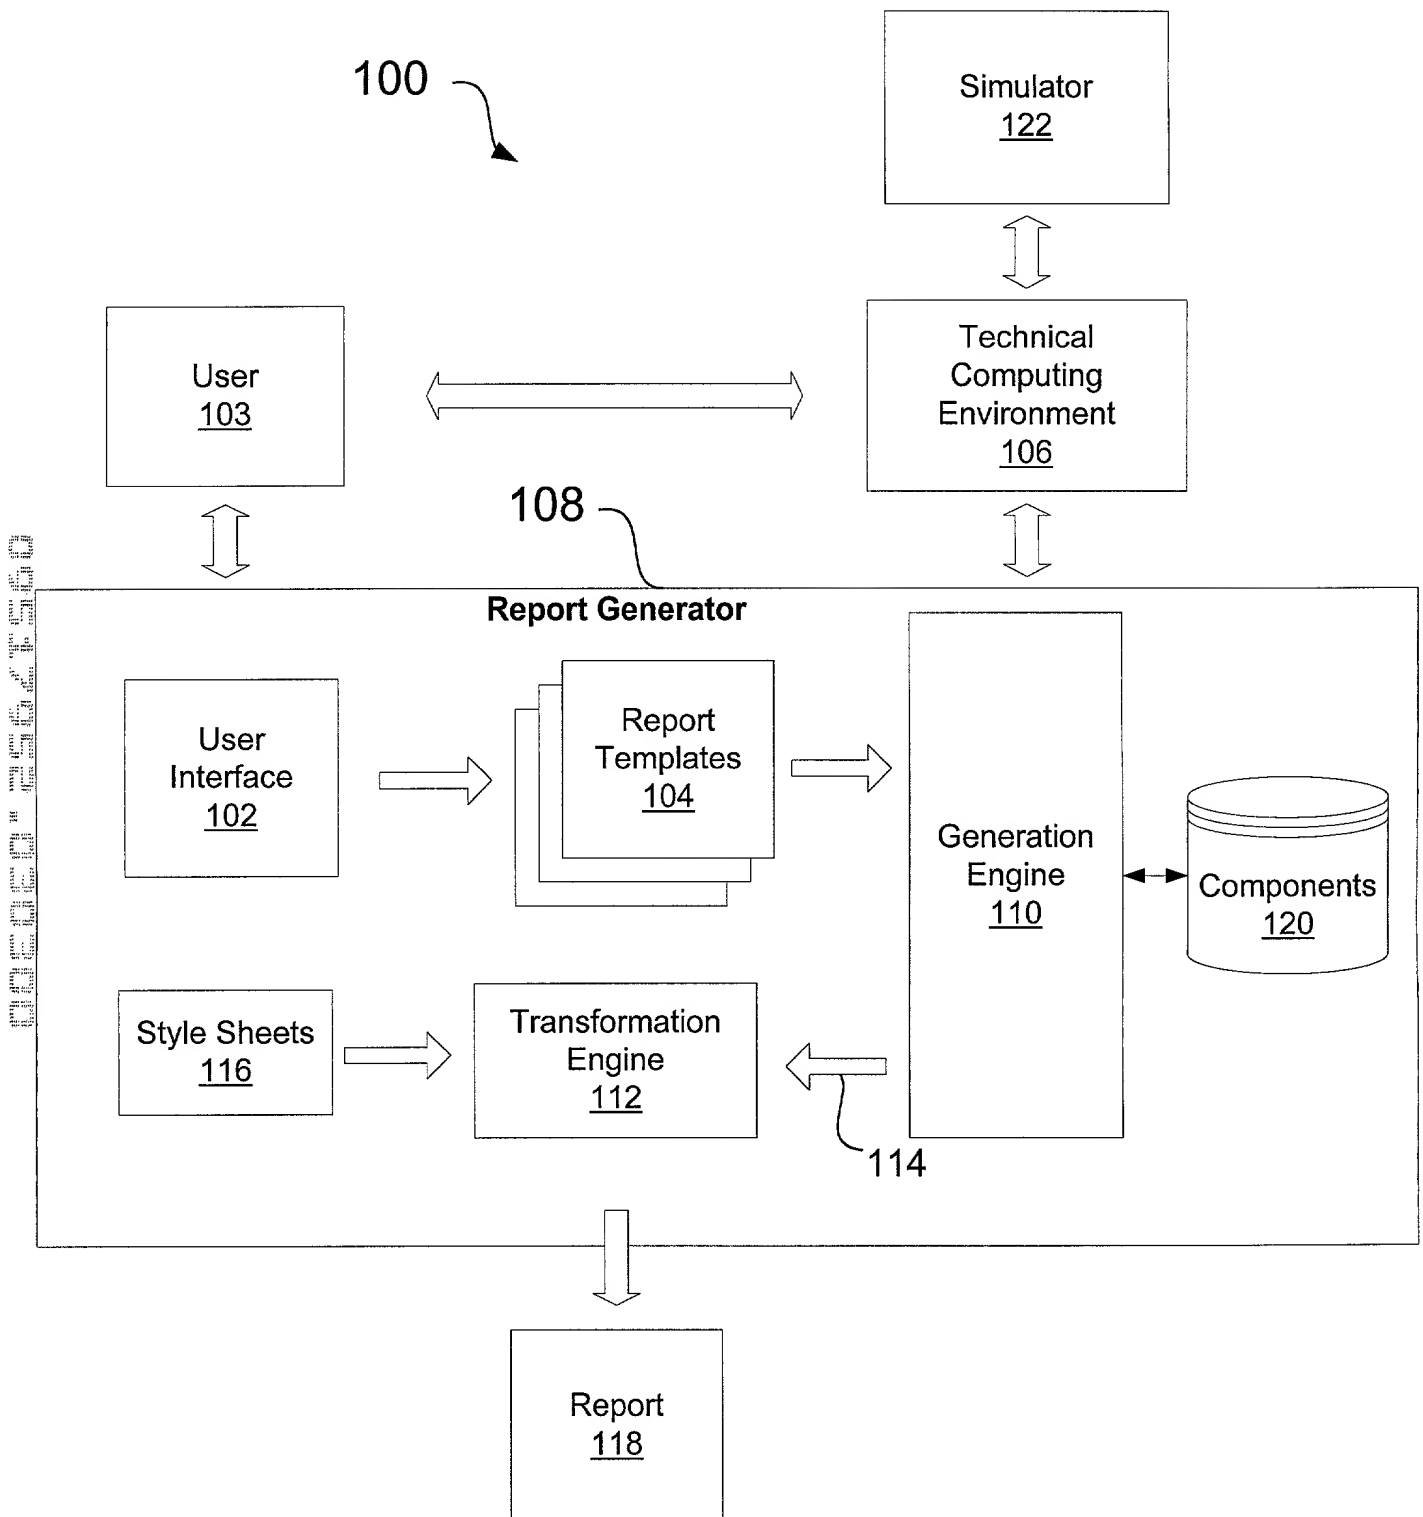 100
Simulator
122
User
103
Technical
Computing
Environment
106
108
Report Generator
User
Interface
102
Report
Templates
104
Generation
Engine
110
Components
120
Style Sheets
116
Transformation
Engine
112
114
Report
118